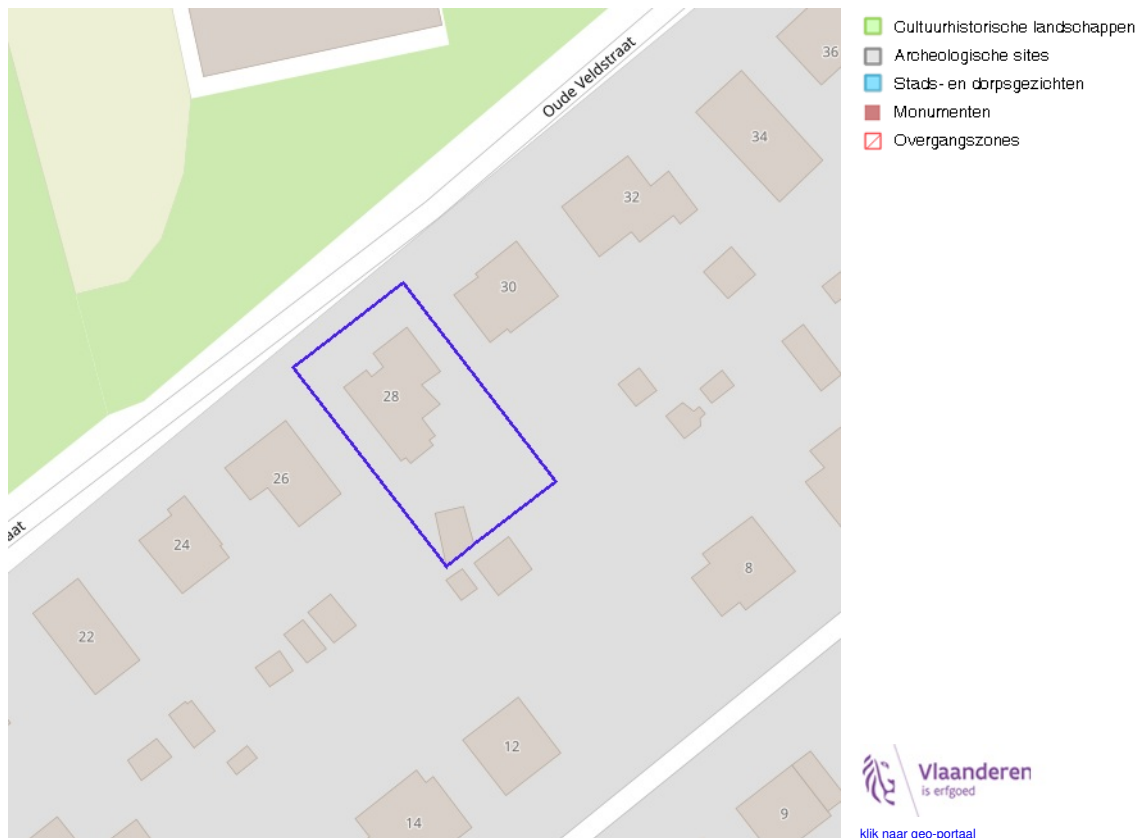 Oude Veldstraat
36
34
32
30
28
26
24
aat
22
8
12
14
9
Cultuurhistorische landschappen
Archeologische sites
Stads- en dorpsgezichten
Monumenten
Overgangszones
Vlaanderen
is erfgoed
klik naar geo-portaal